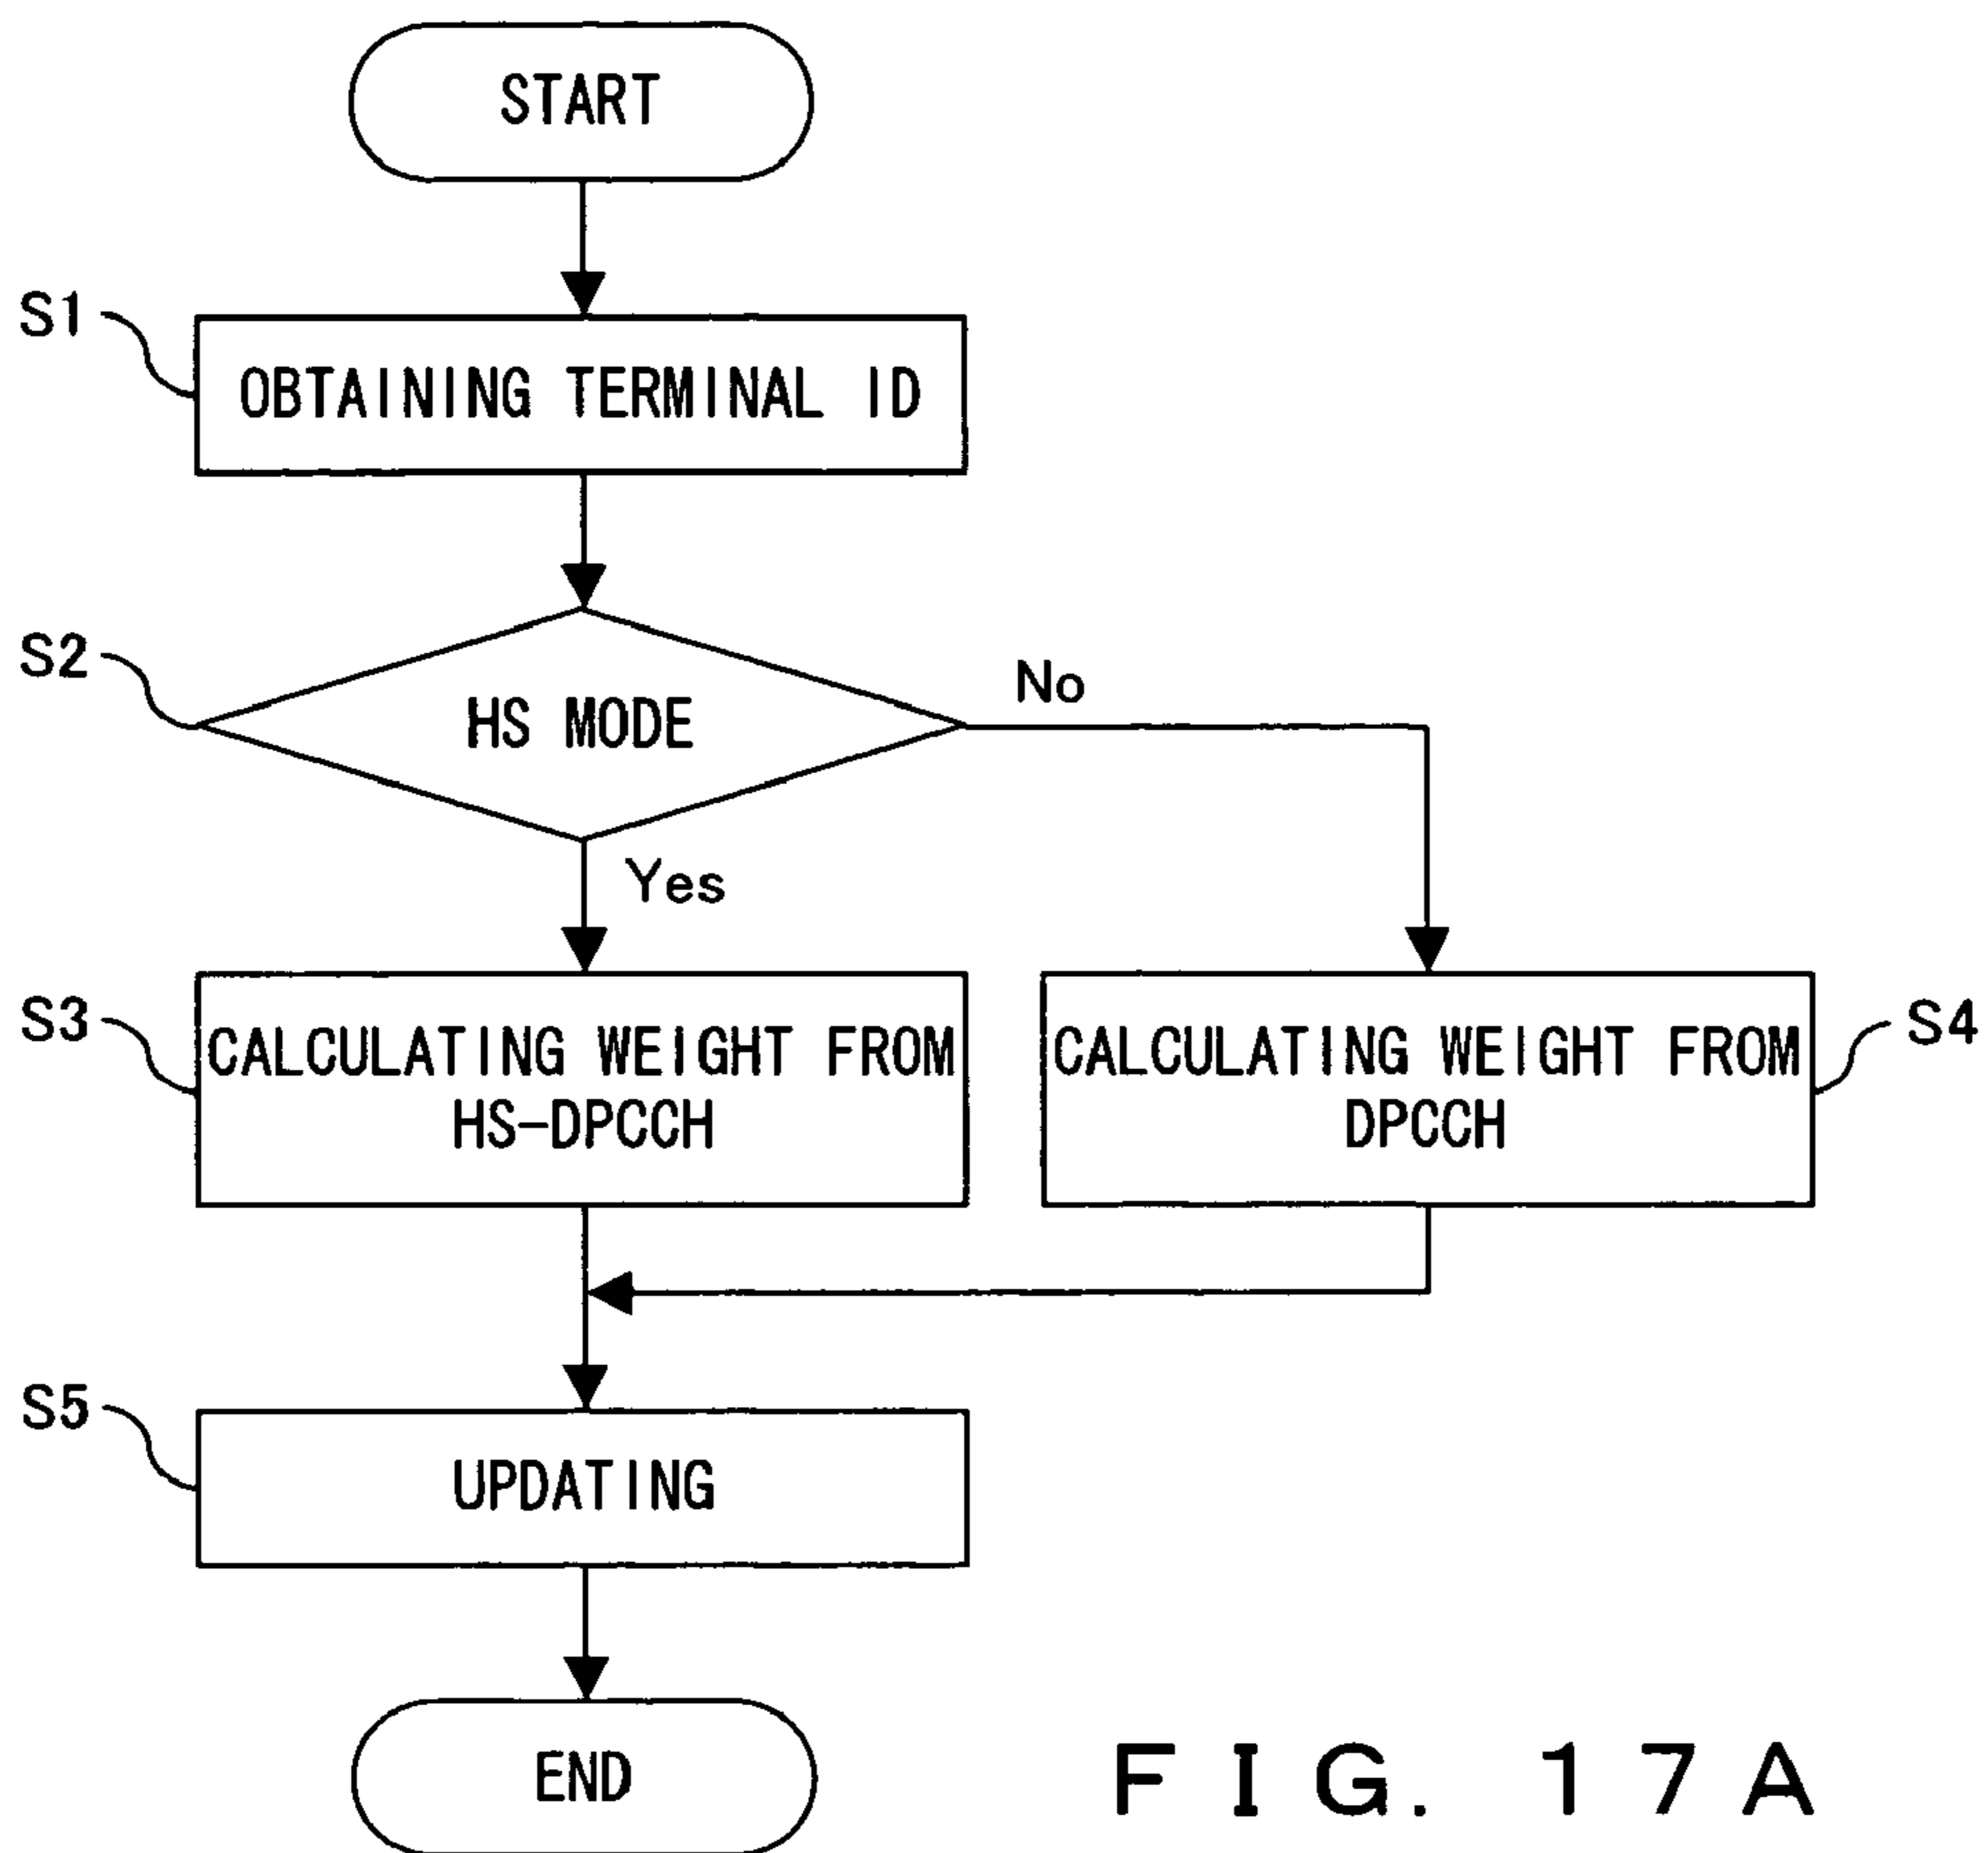 START
S1
OBTAINING TERMINAL ID
S2
HS MODE
No
Yes
S3
CALCULATING WEIGHT FROM
HS-DPCCH
CALCULATING WEIGHT FROM
DPCCH
S4
S5
UPDATING
END
FIG. 17A